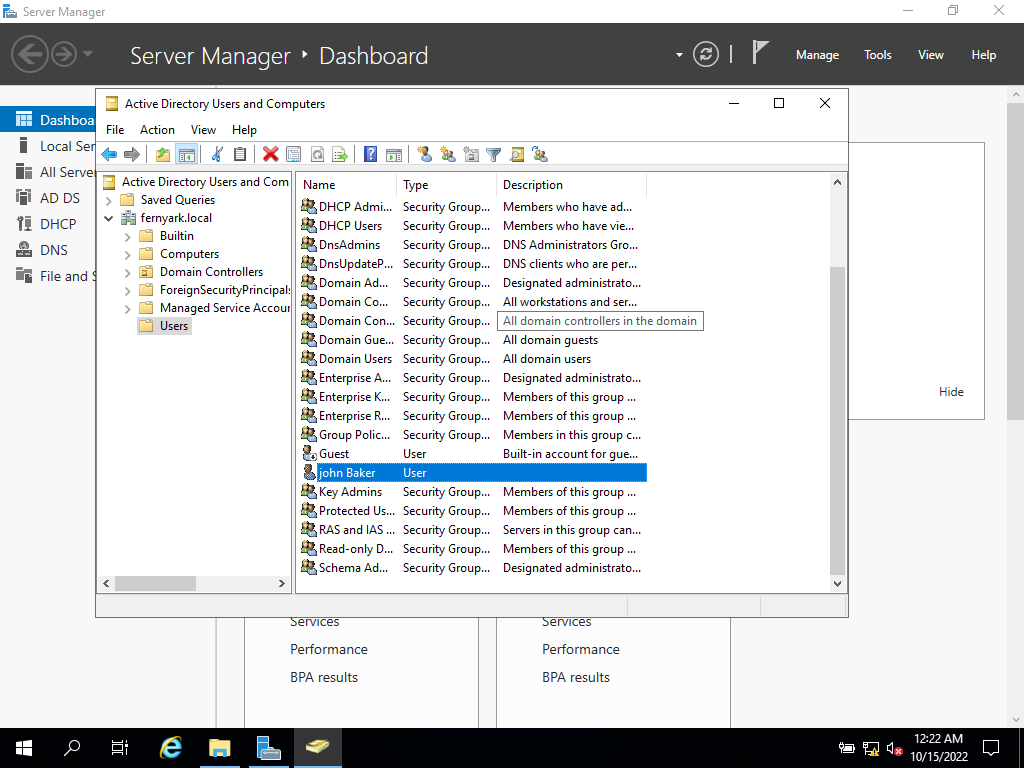 Server Manager
Server Manager ‣ Dashboard
Manage Tools View Help
Dashboa
Local Ser
All Server
AD DS
DHCP
DNS
File and S
Active Directory Users and Computers
File Action View Help
Active Directory Users and Com
Saved Queries
fernyark.local
Builtin
Computers
Domain Controllers
ForeignSecurityPrincipals
Managed Service Accour
Users
Name Type Description
DHCP Admi... Security Group... Members who have ad...
DHCP Users Security Group... Members who have vie...
DnsAdmins Security Group... DNS Administrators Gro...
DnsUpdateP... Security Group... DNS clients who are per...
Domain Ad... Security Group... Designated administrato...
Domain Co... Security Group... All workstations and ser...
Domain Con... Security Group... All domain controllers in the domain
Domain Gue... Security Group... All domain guests
Domain Users Security Group... All domain users
Enterprise A... Security Group... Designated administrato...
Enterprise K... Security Group... Members of this group ...
Enterprise R... Security Group... Members of this group ...
Group Polic... Security Group... Members in this group c...
Guest User Built-in account for gue...
john Baker User
Key Admins Security Group... Members of this group ...
Protected Us... Security Group... Members of this group ...
RAS and IAS ... Security Group... Servers in this group can...
Read-only D... Security Group... Members of this group ...
Schema Ad... Security Group... Designated administrato...
Hide
Services
Performance
BPA results
Services
Performance
BPA results
12:22 AM
10/15/2022